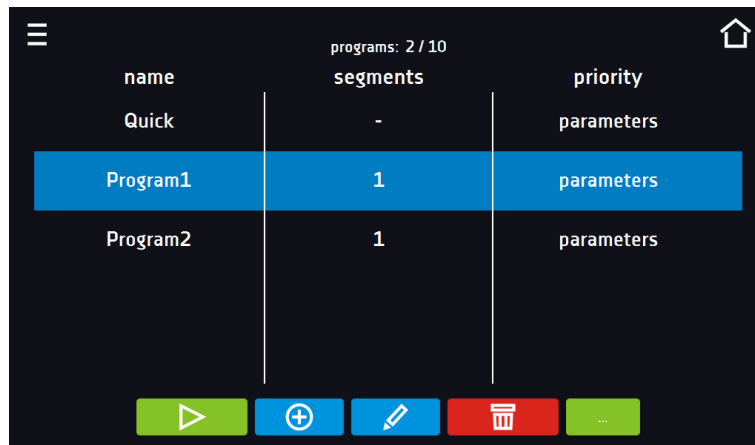 programs: 2 / 10
name segments priority
Quick - parameters
Program1 1 parameters
Program2 1 parameters
...